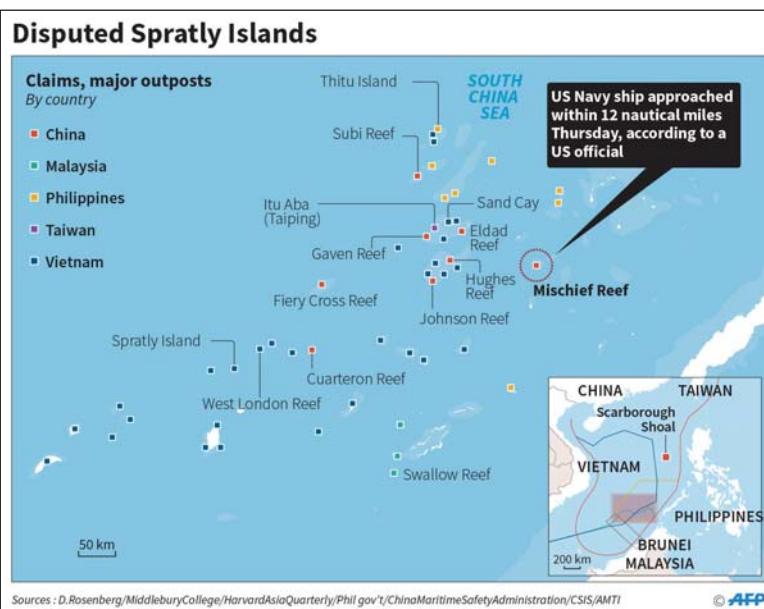 Disputed Spratly Islands
Claims, major outposts
By country
China
Malaysia
Philippines
Taiwan
Vietnam
Thitu Island
SOUTH
CHINA
SEA
US Navy ship approached
within 12 nautical miles
Thursday, according to a
US official
Subi Reef
Itu Aba
(Taiping)
Sand Cay
Eldad
Reef
Gaven Reef
Hughes
Reef
Mischief Reef
Fiery Cross Reef
Johnson Reef
Spratly Island
Cuarteron Reef
West London Reef
Swallow Reef
50 km
CHINA
TAIWAN
Scarborough
Shoal
VIETNAM
PHILIPPINES
BRUNEI
MALAYSIA
200 km
Sources : D.Rosenberg/MiddleburyCollege/HarvardAsiaQuarterly/Phil gov't/ChinaMaritimeSafetyAdministration/CSIS/AMTI
© AFP